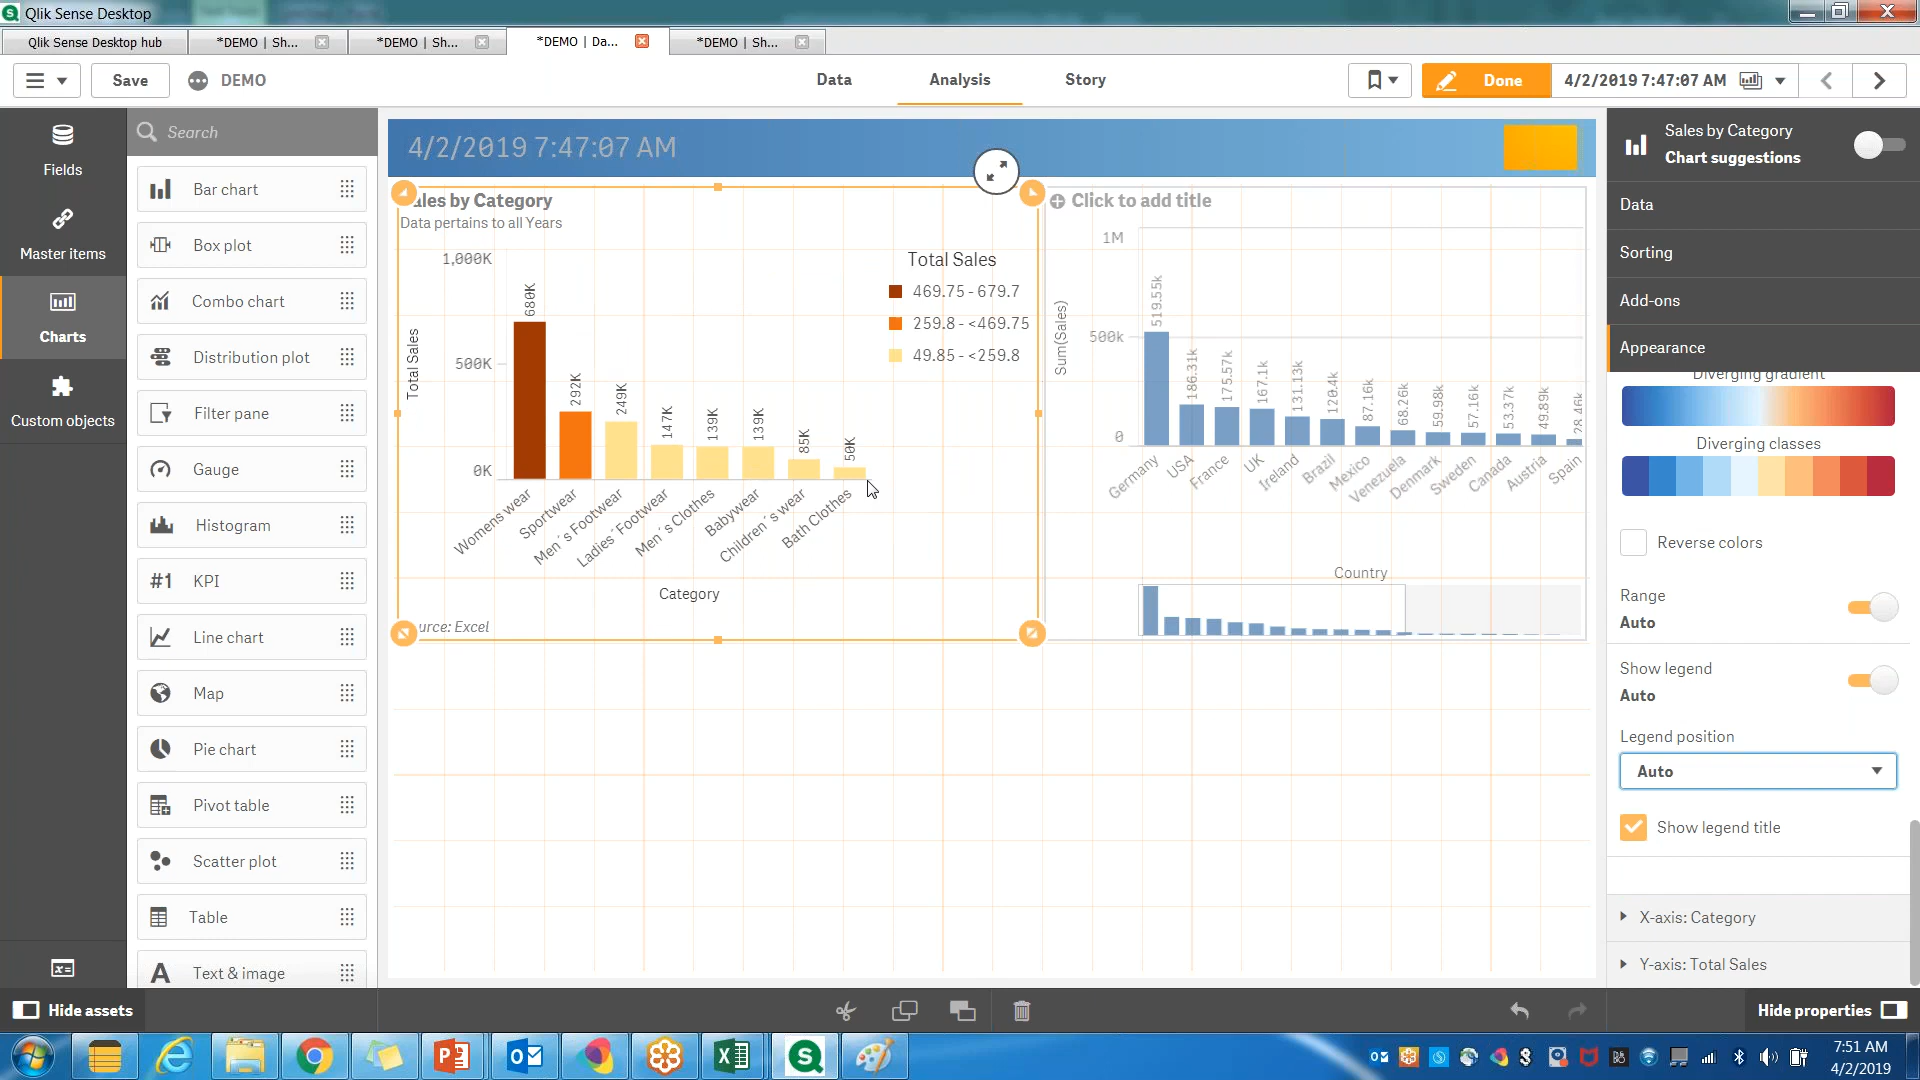 Qlik Sense Desktop
Qlik Sense Desktop hub
*DEMO | Sh...
*DEMO | Sh...
*DEMO | Da...
*DEMO | Sh...
Save
DEMO
Data
Analysis
Story
Done
4/2/2019 7:47:07 AM
Fields
Master items
Charts
Custom objects
Search
Bar chart
Box plot
Combo chart
Distribution plot
Filter pane
Gauge
Histogram
#1 KPI
Line chart
Map
Pie chart
Pivot table
Scatter plot
Table
A Text & image
4/2/2019 7:47:07 AM
ales by Category
Data pertains to all Years
Total Sales
1,000K
500K
0K
680K
292K
249K
147K
139K
139K
85K
50K
Womens wear
Sportwear
Men´s Footwear
Ladies´Footwear
Men´s Clothes
Babywear
Children´s wear
Bath Clothes
Category
Total Sales
469.75 - 679.7
259.8 - <469.75
49.85 - <259.8
urce: Excel
Click to add title
Sum(Sales)
1M
500k
0
519.55k
186.31k
175.57k
167.1k
131.13k
120.4k
87.16k
68.26k
59.98k
57.16k
53.37k
49.89k
28.46k
Germany
USA
France
UK
Ireland
Brazil
Mexico
Venezuela
Denmark
Sweden
Canada
Austria
Spain
Country
Sales by Category
Chart suggestions
Data
Sorting
Add-ons
Appearance
Diverging gradient
Diverging classes
Reverse colors
Range
Auto
Show legend
Auto
Legend position
Auto
Show legend title
X-axis: Category
Y-axis: Total Sales
Hide assets
Hide properties
7:51 AM
4/2/2019